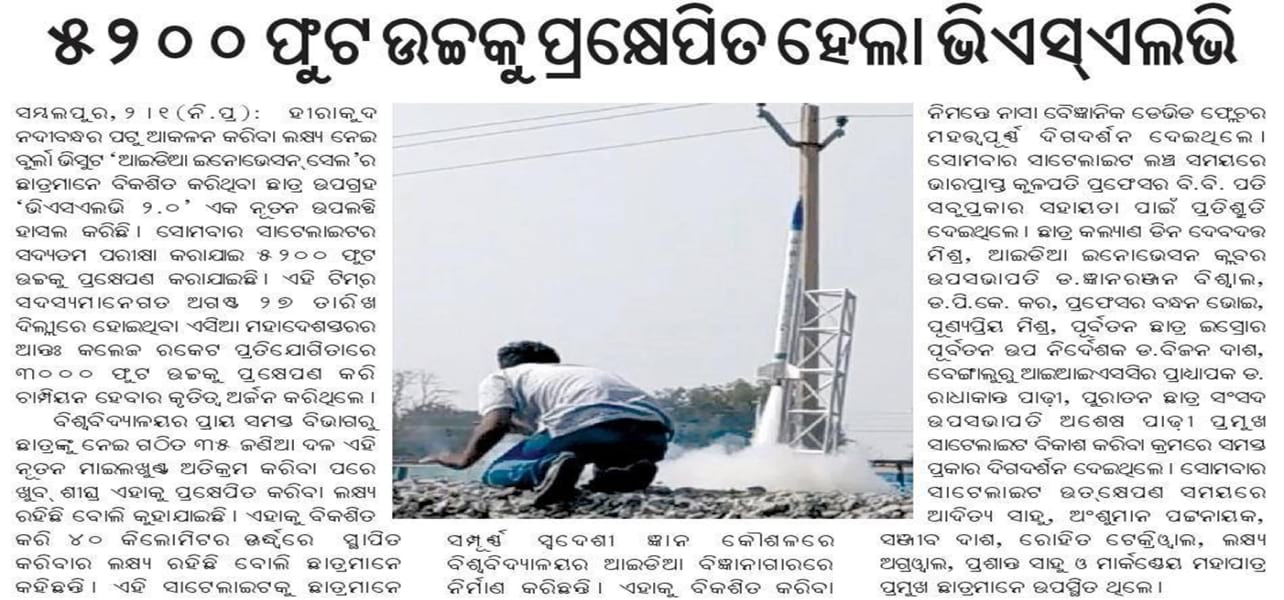 ୫୨୦୦ ଫୁଟ ଉଚ୍ଚକୁ ପ୍ରକ୍ଷେପିତ ହେଲା ଭିଏସ୍ଏଲଭି
ସମ୍ବଲପୁର, ୨।୧(ନି.ପ୍ର): ହୀରାକୁଦ
ନଦୀବନ୍ଧର ପଟୁ ଆକଳନ କରିବା ଲକ୍ଷ୍ୟ ନେଇ
ବୁର୍ଲା ଭିସୁଟ ‘ଆଇଡିଆ ଇନୋଭେସନ୍ ସେଲ’ର
ଛାତ୍ରମାନେ ବିକଶିତ କରିଥିବା ଛାତ୍ର ଉପଗ୍ରହ
‘ଭିଏସଏଲଭି ୨.୦’ ଏକ ନୂତନ ଉପଲବ୍ଧି
ହାସଲ କରିଛି। ସୋମବାର ସାଟେଲାଇଟର
ସଦ୍ୟତମ ପରୀକ୍ଷା କରାଯାଇ ୫୨୦୦ ଫୁଟ
ଉଚ୍ଚକୁ ପ୍ରକ୍ଷେପଣ କରାଯାଇଛି। ଏହି ଟିମ୍‌ର
ସଦସ୍ୟମାନେଗତ ଅଗଷ୍ଟ ୨୭ ତାରିଖ
ଦିଲ୍ଲୀରେ ହୋଇଥିବା ଏସିଆ ମହାଦେଶସ୍ତରର
ଆନ୍ତଃ କଲେଜ ରକେଟ ପ୍ରତିଯୋଗିତାରେ
୩୦୦୦ ଫୁଟ ଉଚ୍ଚକୁ ପ୍ରକ୍ଷେପଣ କରି
ଚାମ୍ପିୟନ ହେବାର କୃତିତ୍ୱ ଅର୍ଜନ କରିଥିଲେ।
ବିଶ୍ୱବିଦ୍ୟାଳୟର ପ୍ରାୟ ସମସ୍ତ ବିଭାଗରୁ
ଛାତ୍ରଙ୍କୁ ନେଇ ଗଠିତ ୩୫ ଜଣିଆ ଦଳ ଏହି
ନୂତନ ମାଇଲଖୁଣ୍ଟ ଅତିକ୍ରମ କରିବା ପରେ
ଖୁବ୍ ଶୀଘ୍ର ଏହାକୁ ପ୍ରକ୍ଷେପିତ କରିବା ଲକ୍ଷ୍ୟ
ରହିଛି ବୋଲି କୁହାଯାଇଛି। ଏହାକୁ ବିକଶିତ
କରି ୪୦ କିଲୋମିଟର ଊର୍ଦ୍ଧ୍ୱରେ ସ୍ଥାପିତ
କରିବାର ଲକ୍ଷ୍ୟ ରହିଛି ବୋଲି ଛାତ୍ରମାନେ
କହିଛନ୍ତି। ଏହି ସାଟେଲାଇଟକୁ ଛାତ୍ରମାନେ
ସମ୍ପୂର୍ଣ୍ଣ ସ୍ୱଦେଶୀ ଜ୍ଞାନ କୌଶଳରେ
ବିଶ୍ୱବିଦ୍ୟାଳୟର ଆଇଡିଆ ବିଜ୍ଞାନାଗାରରେ
ନିର୍ମାଣ କରିଛନ୍ତି। ଏହାକୁ ବିକଶିତ କରିବା
ନିମନ୍ତେ ନାସା ବୈଜ୍ଞାନିକ ଡେଭିଡ ଫ୍ଲେଚର
ମହତ୍ତ୍ୱପୂର୍ଣ୍ଣ ଦିଗଦର୍ଶନ ଦେଇଥିଲେ।
ସୋମବାର ସାଟେଲାଇଟ ଲଞ୍ଚ ସମୟରେ
ଭାରପ୍ରାପ୍ତ କୁଳପତି ପ୍ରଫେସର ବି.ବି. ପତି
ସବୁପ୍ରକାର ସହାୟତା ପାଇଁ ପ୍ରତିଶ୍ରୁତି
ଦେଇଥିଲେ। ଛାତ୍ର କଲ୍ୟାଣ ଡିନ ଦେବଦତ୍ତ
ମିଶ୍ର, ଆଇଡିଆ ଇନୋଭେସନ କ୍ଲବର
ଉପସଭାପତି ଡ.ଜ୍ଞାନରଞ୍ଜନ ବିଶ୍ୱାଲ,
ଡ.ପି.କେ. କର, ପ୍ରଫେସର ବନ୍ଧନ ଭୋଇ,
ପୂଣ୍ୟପ୍ରିୟ ମିଶ୍ର, ପୂର୍ବତନ ଛାତ୍ର ଇସ୍ରୋର
ପୂର୍ବତନ ଉପ ନିର୍ଦେଶକ ଡ.ବିଜନ ଦାଶ,
ବେଙ୍ଗାଲୁରୁ ଆଇଆଇଏସସିର ପ୍ରାଧ୍ୟାପକ ଡ.
ରାଧାକାନ୍ତ ପାଢ଼ୀ, ପୁରାତନ ଛାତ୍ର ସଂସଦ
ଉପସଭାପତି ଅଶେଷ ପାଢ଼ୀ ପ୍ରମୁଖ
ସାଟେଲାଇଟ ବିକାଶ କରିବା କ୍ରମରେ ସମସ୍ତ
ପ୍ରକାର ଦିଗଦର୍ଶନ ଦେଇଥିଲେ। ସୋମବାର
ସାଟେଲାଇଟ ଉତ୍‌କ୍ଷେପଣ ସମୟରେ
ଆଦିତ୍ୟ ସାହୁ, ଅଂଶୁମାନ ପଟ୍ଟନାୟକ,
ସଞ୍ଜୀବ ଦାଶ, ରୋହିତ ଟେକ୍ରିୱାଲ, ଲକ୍ଷ୍ୟ
ଅଗ୍ରୱାଲ, ପ୍ରଶାନ୍ତ ସାହୁ ଓ ମାର୍କଣ୍ଡେୟ ମହାପାତ୍ର
ପ୍ରମୁଖ ଛାତ୍ରମାନେ ଉପସ୍ଥିତ ଥିଲେ।